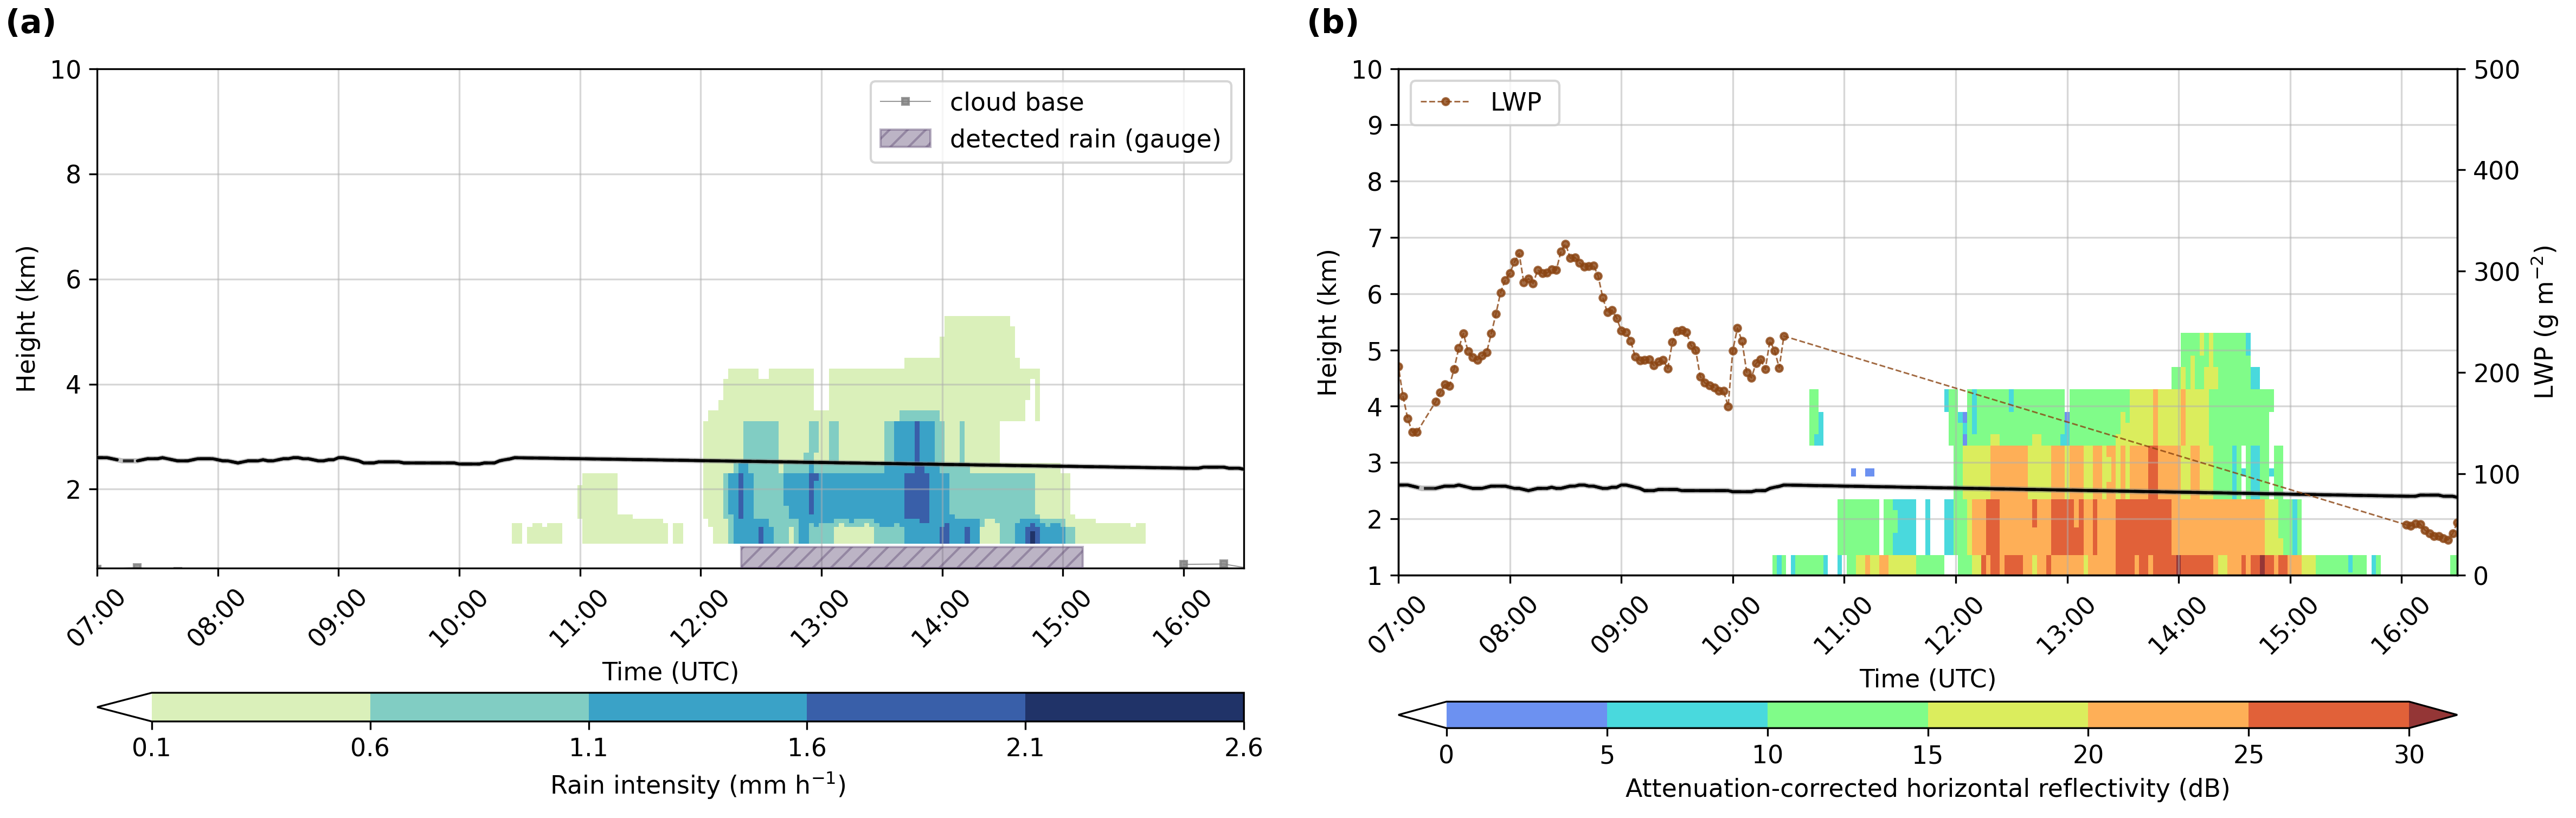 (a)
10
8
6
4
2
Height (km)
cloud base
detected rain (gauge)
07:00 08:00 09:00 10:00 11:00 12:00 13:00 14:00 15:00 16:00
Time (UTC)
0.1 0.6 1.1 1.6 2.1 2.6
Rain intensity (mm h⁻¹)
(b)
10
9
8
7
6
5
4
3
2
1
Height (km)
LWP
500
400
300
200
100
0
LWP (g m⁻²)
07:00 08:00 09:00 10:00 11:00 12:00 13:00 14:00 15:00 16:00
Time (UTC)
0 5 10 15 20 25 30
Attenuation-corrected horizontal reflectivity (dB)